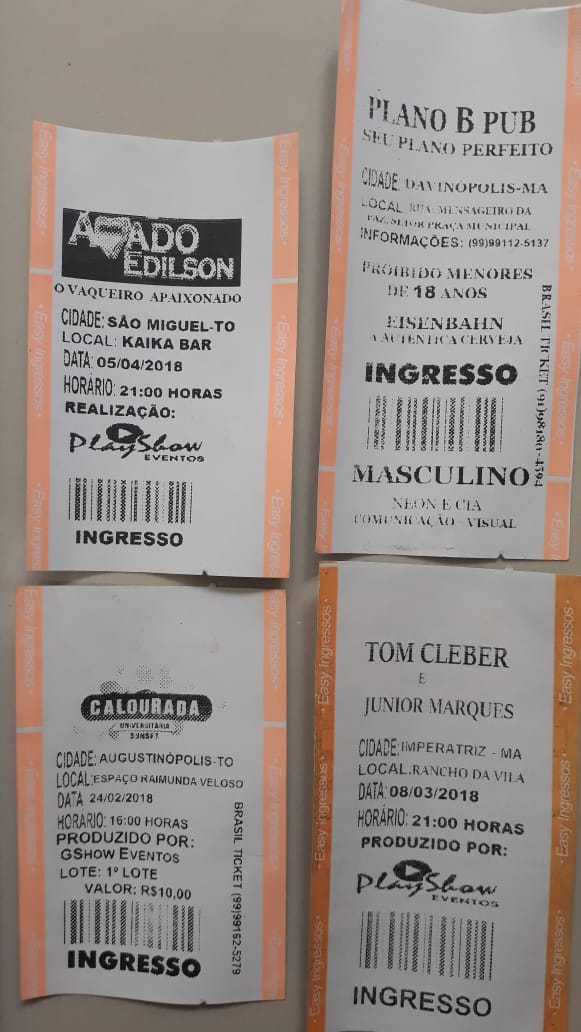 AMADO
EDILSON
O VAQUEIRO APAIXONADO
CIDADE: SÃO MIGUEL-TO
LOCAL: KAIKA BAR
DATA: 05/04/2018
HORÁRIO: 21:00 HORAS
REALIZAÇÃO:
PlayShow
EVENTOS
INGRESSO
Easy Ingressos
PLANO B PUB
SEU PLANO PERFEITO
CIDADE: DAVINÓPOLIS-MA
LOCAL: RUA: MENSAGEIRO DA
PAZ, SETOR PRAÇA MUNICIPAL
INFORMAÇÕES: (99)99112-5137
PROIBIDO MENORES
DE 18 ANOS
EISENBAHN
A AUTÊNTICA CERVEJA
INGRESSO
MASCULINO
NEON E CIA
COMUNICAÇÃO - VISUAL
BRASIL TICKET
Easy Ingressos
CALOURADA
UNIVERSITÁRIA
SUNSET
CIDADE: AUGUSTINÓPOLIS-TO
LOCAL: ESPAÇO RAIMUNDA VELOSO
DATA: 24/02/2018
HORARIO: 16:00 HORAS
PRODUZIDO POR:
GSHOW EVENTOS
LOTE: 1º LOTE
VALOR: R$10,00
INGRESSO
BRASIL TICKET (99)99162-5279
Easy Ingressos
TOM CLEBER
E
JUNIOR MARQUES
CIDADE: IMPERATRIZ - MA
LOCAL: RANCHO DA VILA
DATA: 08/03/2018
HORÁRIO: 21:00 HORAS
PRODUZIDO POR:
PlayShow
EVENTOS
INGRESSO
Easy Ingressos